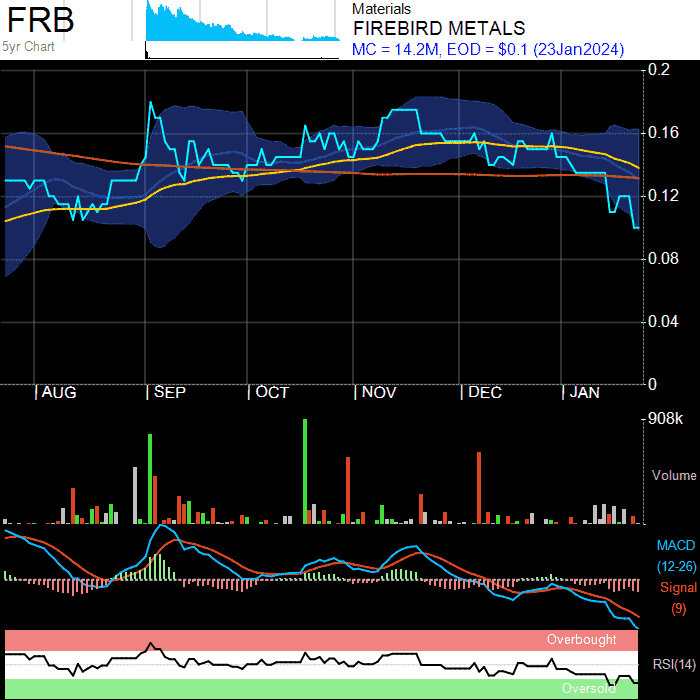 FRB
5yr Chart
Materials
FIREBIRD METALS
MC = 14.2M, EOD = $0.1 (23Jan2024)
0.2
0.16
0.12
0.08
0.04
0
AUG
SEP
OCT
NOV
DEC
JAN
908k
Volume
MACD
(12-26)
Signal
(9)
Overbought
RSI(14)
Oversold